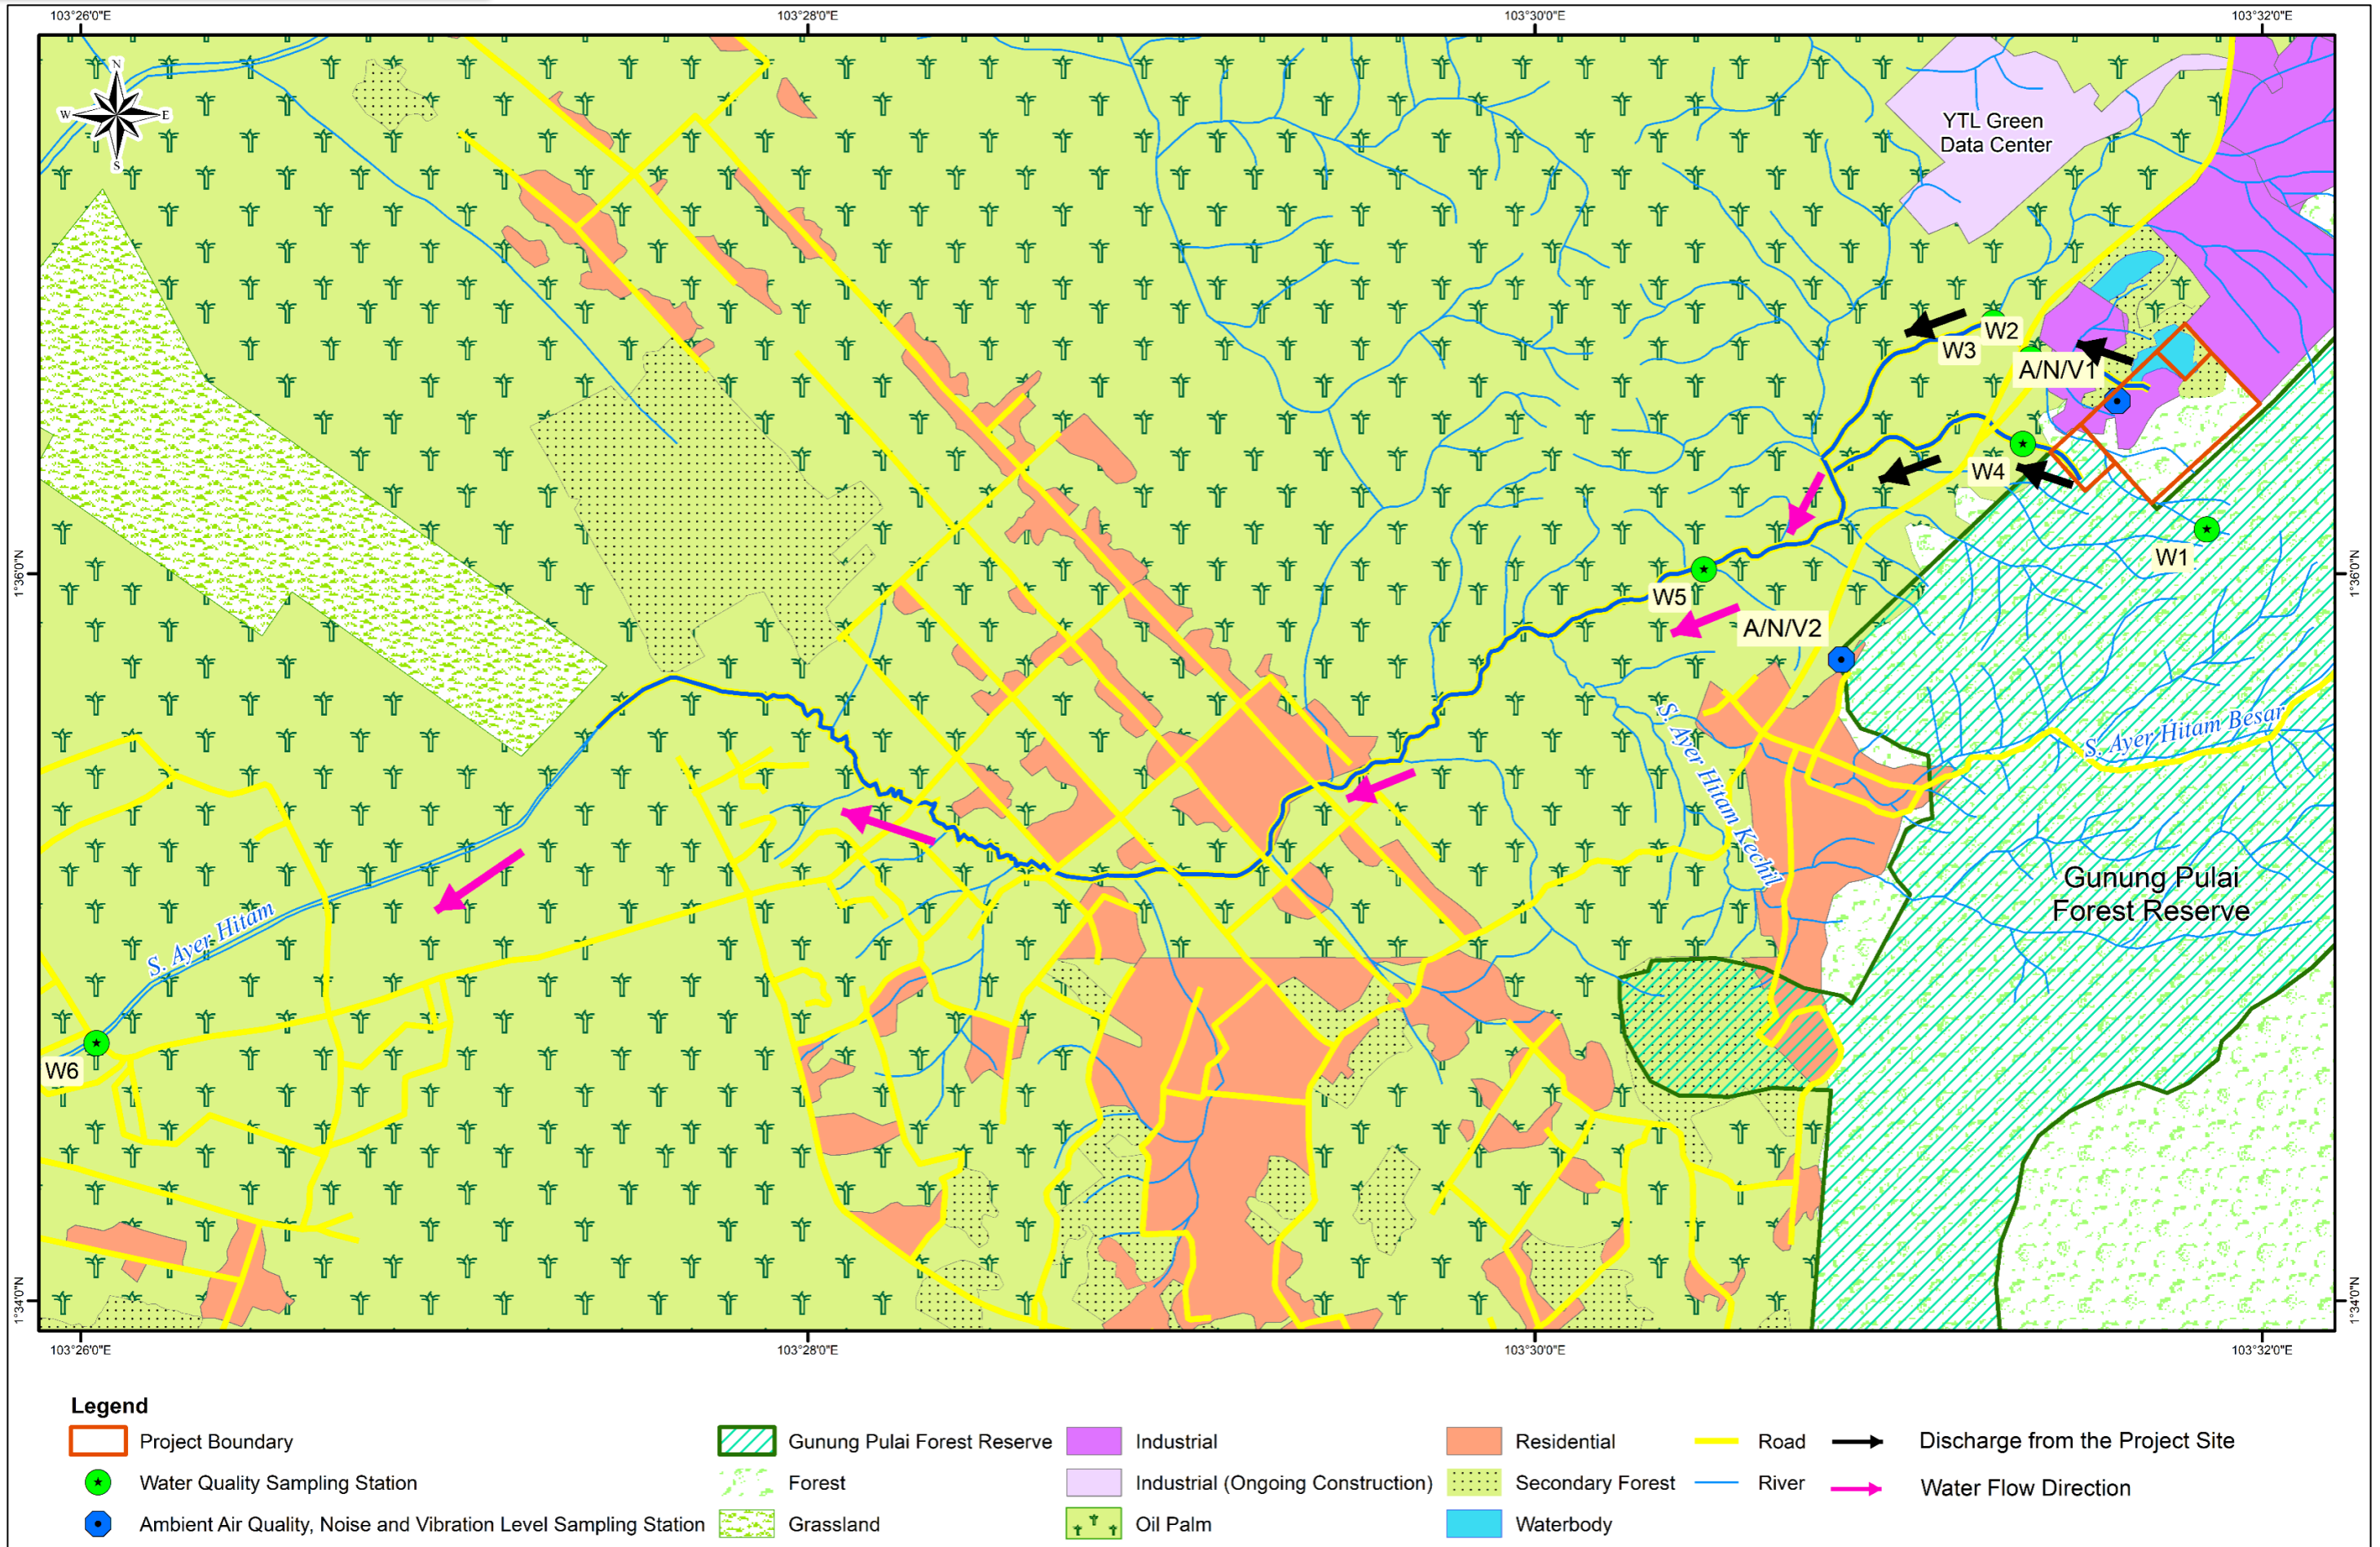 103°26'0"E
103°28'0"E
103°30'0"E
103°32'0"E
N
W
E
S
YTL Green
Data Center
W2
W3
A/N/V1
W4
W1
1°36'0"N
1°36'0"N
W5
A/N/V2
S. Ayer Hitam Kechil
S. Ayer Hitam Besar
Gunung Pulai
Forest Reserve
S. Ayer Hitam
W6
1°34'0"N
1°34'0"N
103°26'0"E
103°28'0"E
103°30'0"E
103°32'0"E
Legend
Project Boundary
Water Quality Sampling Station
Ambient Air Quality, Noise and Vibration Level Sampling Station
Gunung Pulai Forest Reserve
Forest
Grassland
Industrial
Industrial (Ongoing Construction)
Oil Palm
Residential
Secondary Forest
Waterbody
Road
River
Discharge from the Project Site
Water Flow Direction